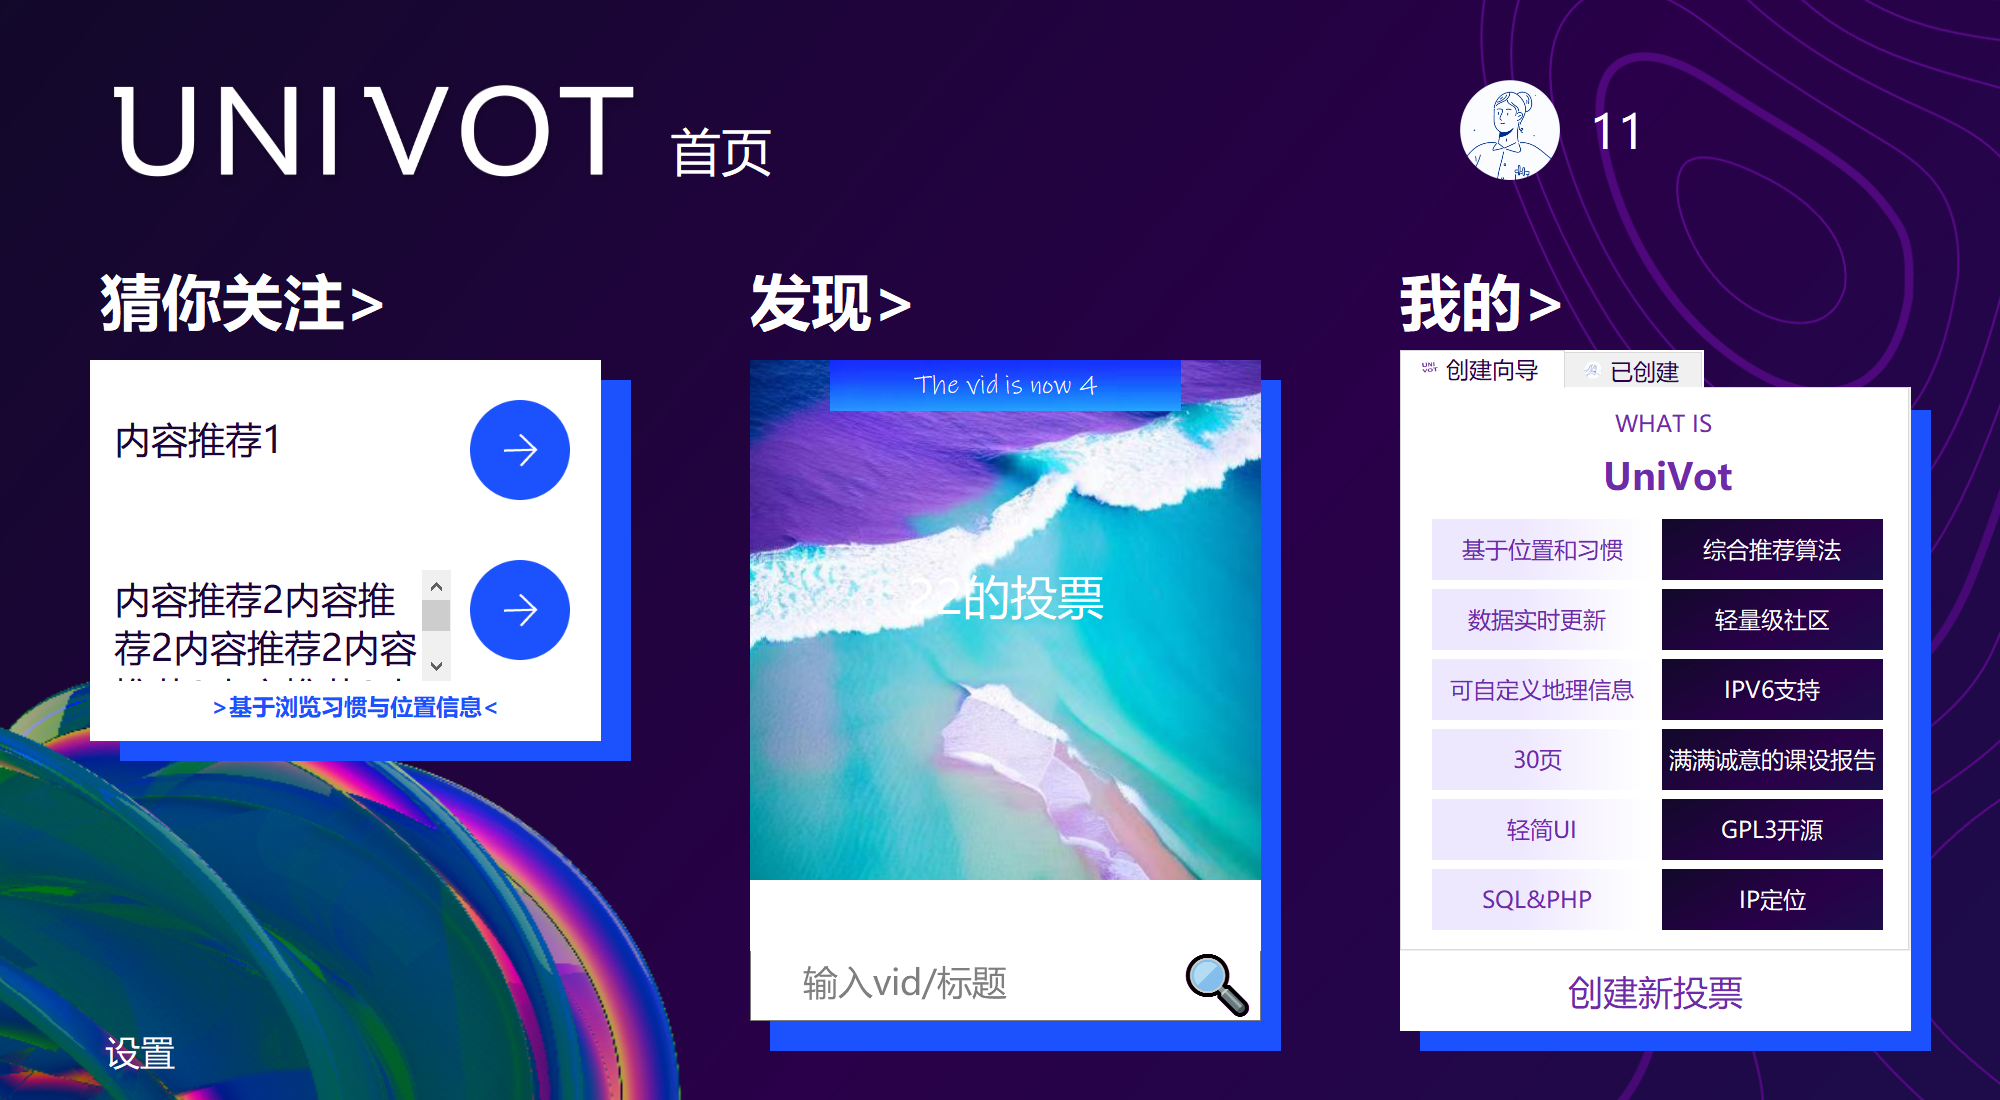 UNIVOT 首页
11
猜你关注>
内容推荐1
内容推荐2内容推
荐2内容推荐2内容
>基于浏览习惯与位置信息<
设置
发现>
The vid is now 4
22的投票
输入vid/标题
我的>
UNI
VOT
创建向导
已创建
WHAT IS
UniVot
基于位置和习惯 综合推荐算法
数据实时更新 轻量级社区
可自定义地理信息 IPV6支持
30页 满满诚意的课设报告
轻简UI GPL3开源
SQL&PHP IP定位
创建新投票